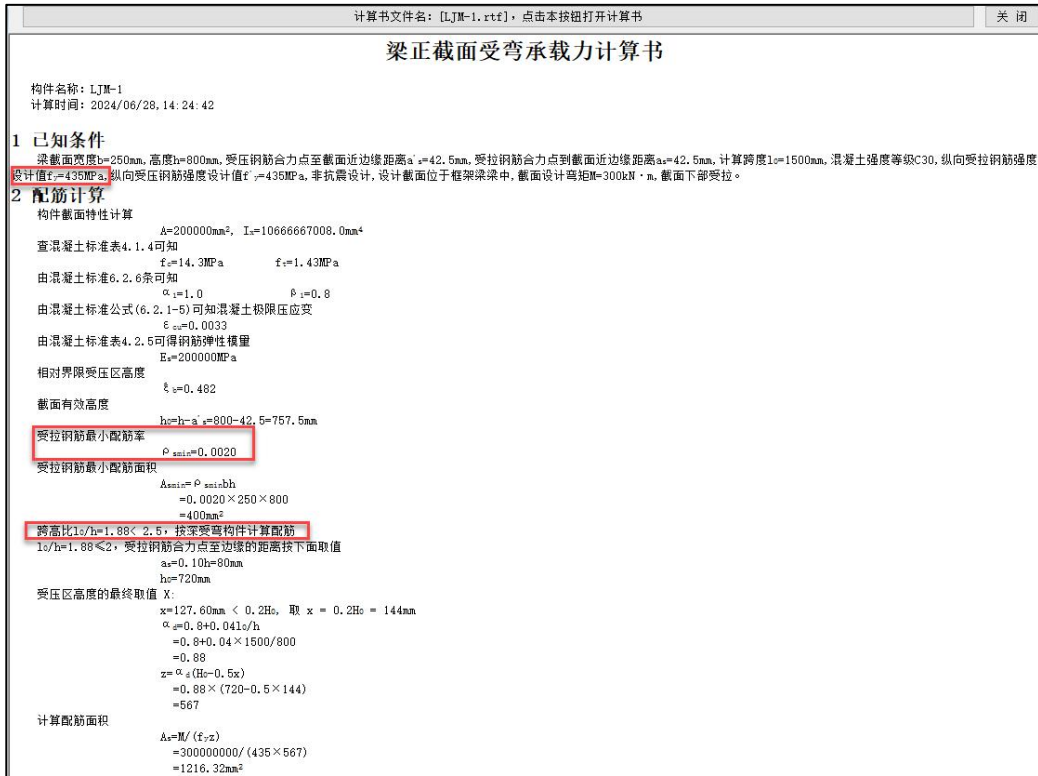 计算书文件名：[LJM-1.rtf]，点击本按钮打开计算书
关 闭
梁正截面受弯承载力计算书
构件名称：LJM-1
计算时间：2024/06/28,14:24:42
1 已知条件
梁截面宽度b=250mm,高度h=800mm,受压钢筋合力点至截面近边缘距离a's=42.5mm,受拉钢筋合力点到截面近边缘距离as=42.5mm,计算跨度l0=1500mm,混凝土强度等级C30,纵向受拉钢筋强度
设计值fy=435MPa,纵向受压钢筋强度设计值f'y=435MPa,非抗震设计,设计截面位于框架梁梁中,截面设计弯矩M=300kN·m,截面下部受拉。
2 配筋计算
构件截面特性计算
A=200000mm², Ix=10666667008.0mm⁴
查混凝土标准表4.1.4可知
fc=14.3MPa ft=1.43MPa
由混凝土标准6.2.6条可知
α1=1.0 β1=0.8
由混凝土标准公式(6.2.1-5)可知混凝土极限压应变
εcu=0.0033
由混凝土标准表4.2.5可得钢筋弹性模量
Es=200000MPa
相对界限受压区高度
ξb=0.482
截面有效高度
h0=h-a's=800-42.5=757.5mm
受拉钢筋最小配筋率
ρsmin=0.0020
受拉钢筋最小配筋面积
Asmin=ρsminbh
=0.0020×250×800
=400mm²
跨高比l0/h=1.88< 2.5，按深受弯构件计算配筋
l0/h=1.88≤2，受拉钢筋合力点至边缘的距离按下面取值
as=0.10h=80mm
h0=720mm
受压区高度的最终取值 X:
x=127.60mm < 0.2H0, 取 x = 0.2H0 = 144mm
αd=0.8+0.04l0/h
=0.8+0.04×1500/800
=0.88
z=αd(H0-0.5x)
=0.88×(720-0.5×144)
=567
计算配筋面积
As=M/(fyz)
=300000000/(435×567)
=1216.32mm²